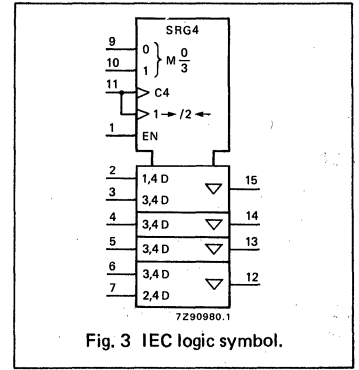 SRG4
9 0
10 1 } M 0/3
11 C4
1 → /2 ←
1 EN
2 1,4 D 15
3 3,4 D
4 3,4 D 14
5 3,4 D 13
6 3,4 D 12
7 2,4 D
7Z90980.1
Fig. 3 IEC logic symbol.